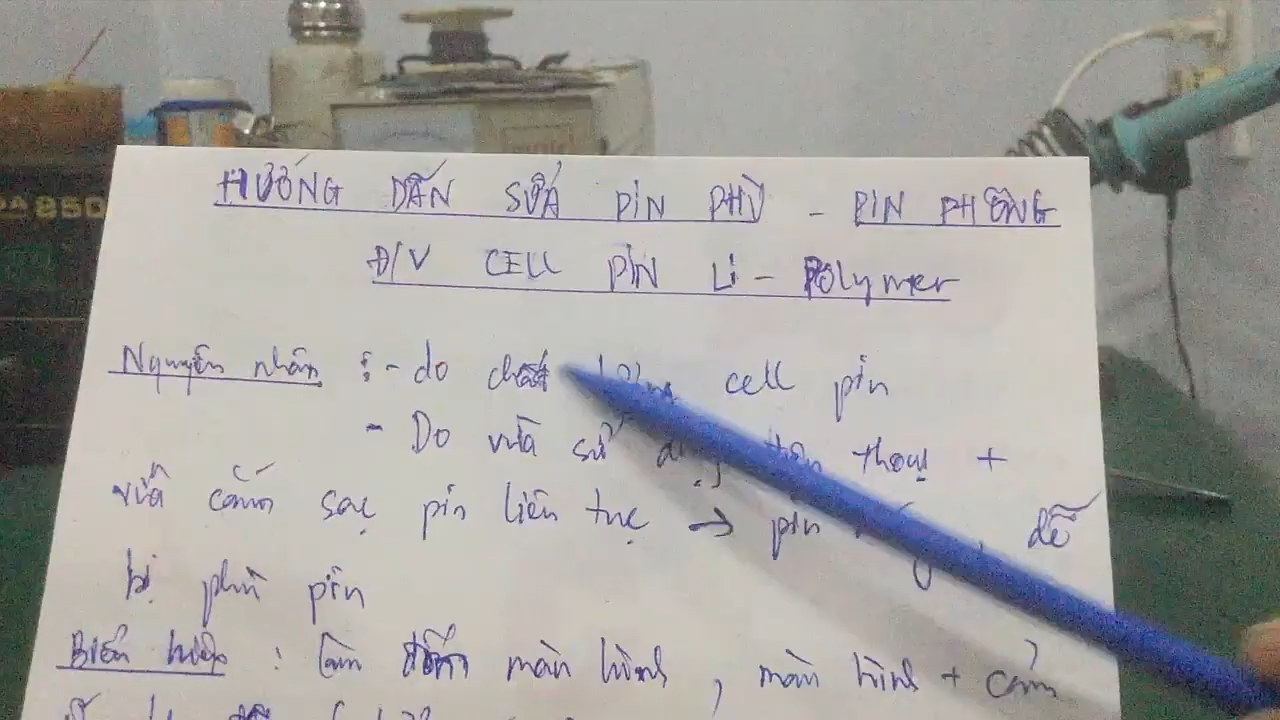 HƯỚNG DẪN SỬA PIN PHÙ - PIN PHỒNG
Đ/V CELL PIN Li - Polymer
Nguyên nhân : - do chất lượng cell pin
- Do vừa sử dụng thoại +
vừa cắm sạc pin liên tục → pin dễ
bị phù pin
Biểu hiện : làm màn hình, màn hình + cảm
850